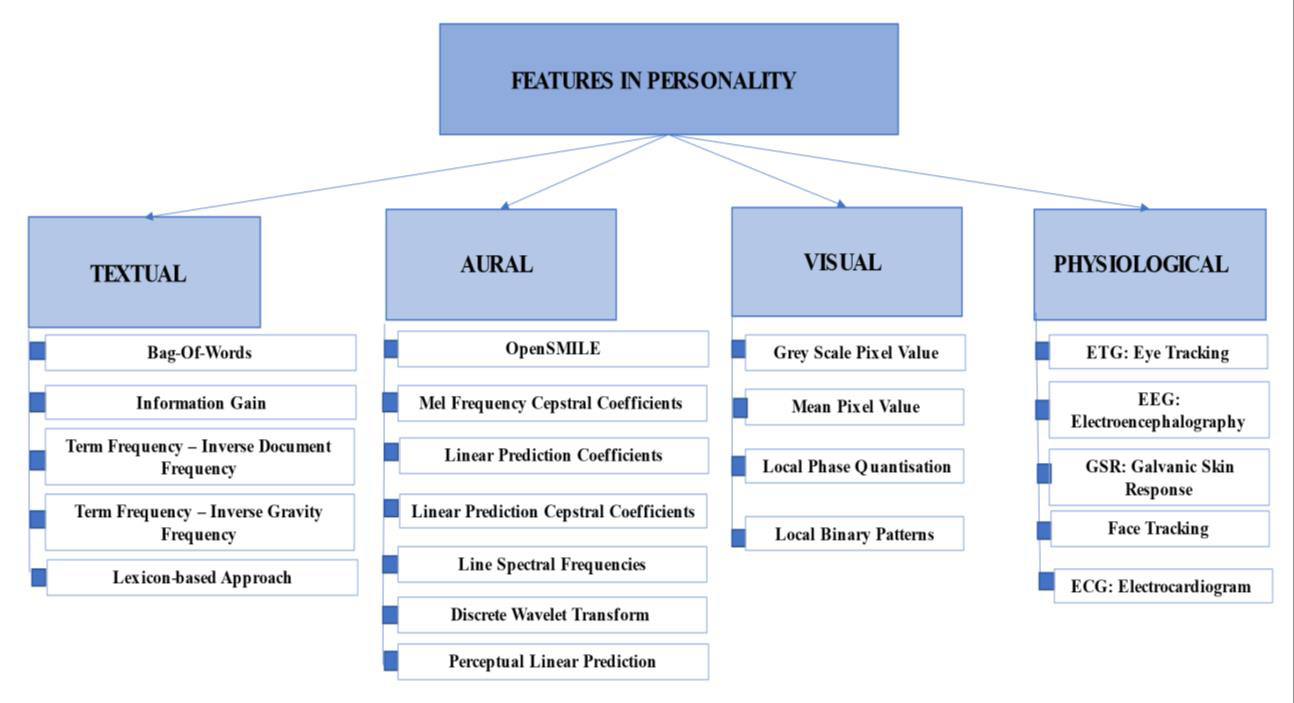 FEATURES IN PERSONALITY
TEXTUAL
Bag-Of-Words
Information Gain
Term Frequency – Inverse Document
Frequency
Term Frequency – Inverse Gravity
Frequency
Lexicon-based Approach
AURAL
OpenSMILE
Mel Frequency Cepstral Coefficients
Linear Prediction Coefficients
Linear Prediction Cepstral Coefficients
Line Spectral Frequencies
Discrete Wavelet Transform
Perceptual Linear Prediction
VISUAL
Grey Scale Pixel Value
Mean Pixel Value
Local Phase Quantisation
Local Binary Patterns
PHYSIOLOGICAL
ETG: Eye Tracking
EEG:
Electroencephalography
GSR: Galvanic Skin
Response
Face Tracking
ECG: Electrocardiogram